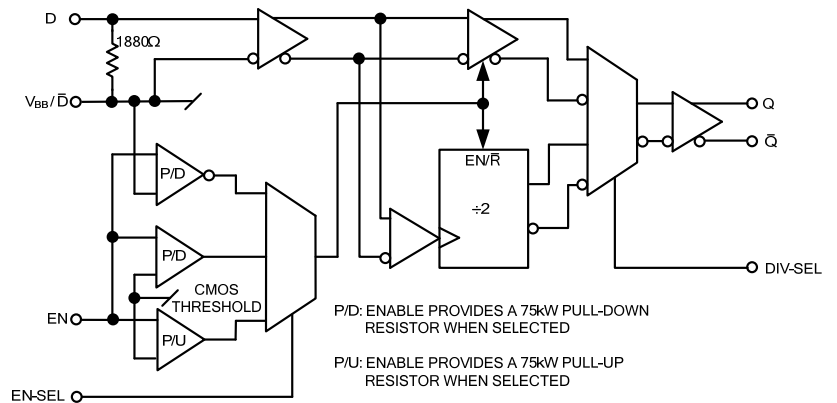 D
1880Ω
VBB/D̅
P/D
P/D
CMOS
THRESHOLD
P/U
EN
EN-SEL
EN/R̅
÷2
Q
Q̅
DIV-SEL
P/D: ENABLE PROVIDES A 75kW PULL-DOWN
RESISTOR WHEN SELECTED
P/U: ENABLE PROVIDES A 75kW PULL-UP
RESISTOR WHEN SELECTED